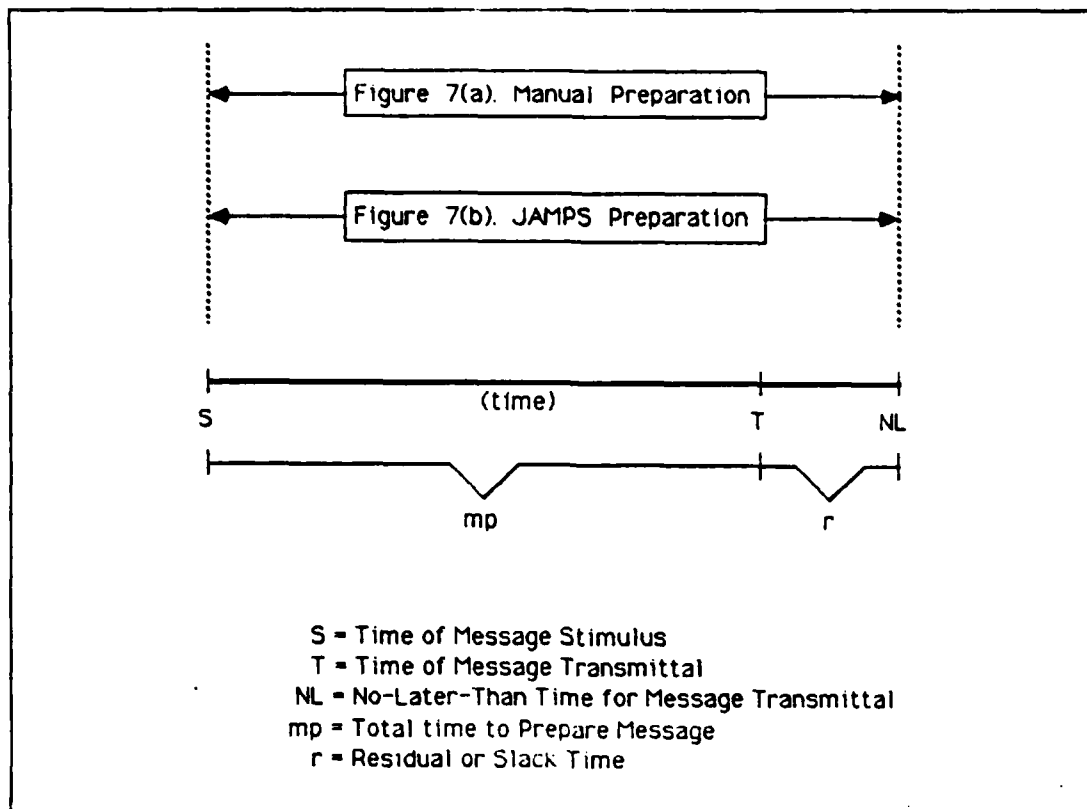 Figure 7(a). Manual Preparation
Figure 7(b). JAMPS Preparation
(time)
S T NL
mp r
S = Time of Message Stimulus
T = Time of Message Transmittal
NL = No-Later-Than Time for Message Transmittal
mp = Total time to Prepare Message
r = Residual or Slack Time